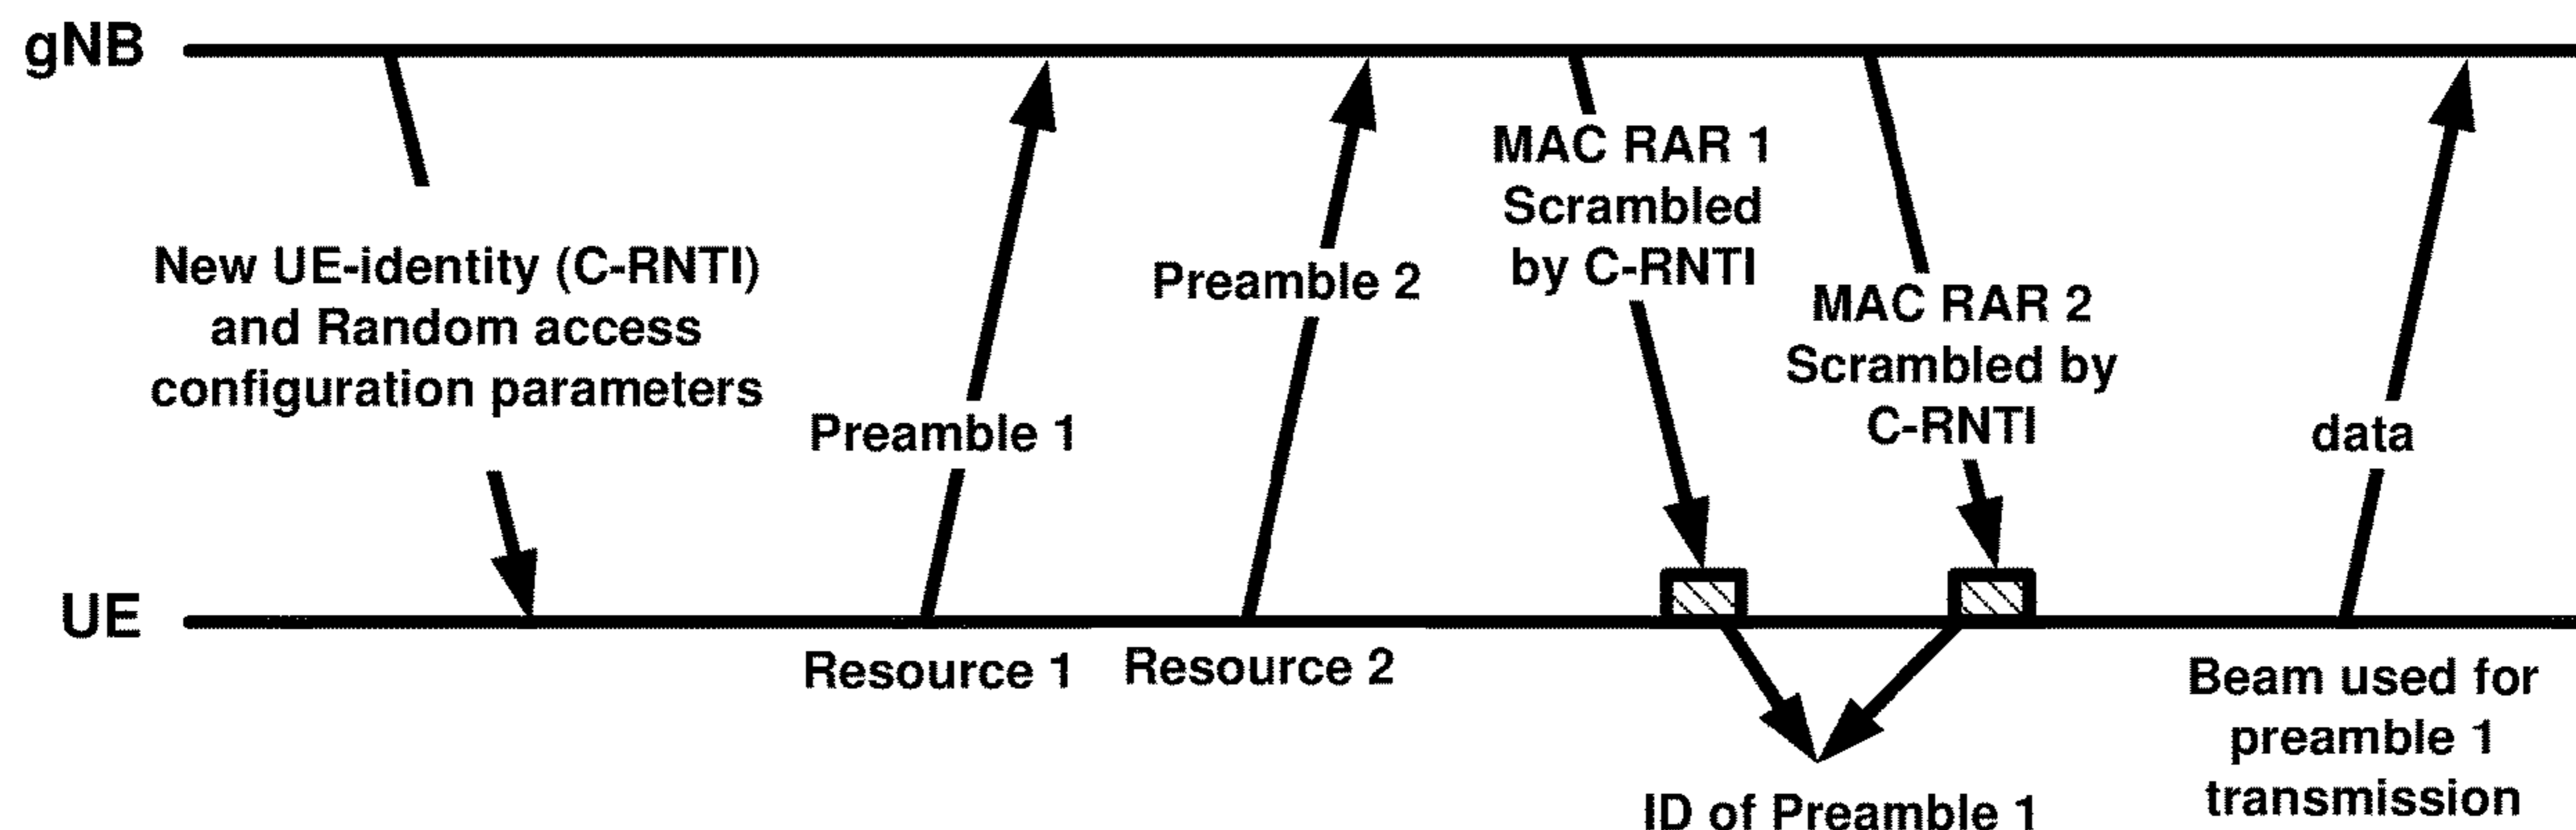 gNB
New UE-identity (C-RNTI)
and Random access
configuration parameters
Preamble 1
Preamble 2
MAC RAR 1
Scrambled
by C-RNTI
MAC RAR 2
Scrambled by
C-RNTI
data
UE
Resource 1
Resource 2
ID of Preamble 1
Beam used for
preamble 1
transmission